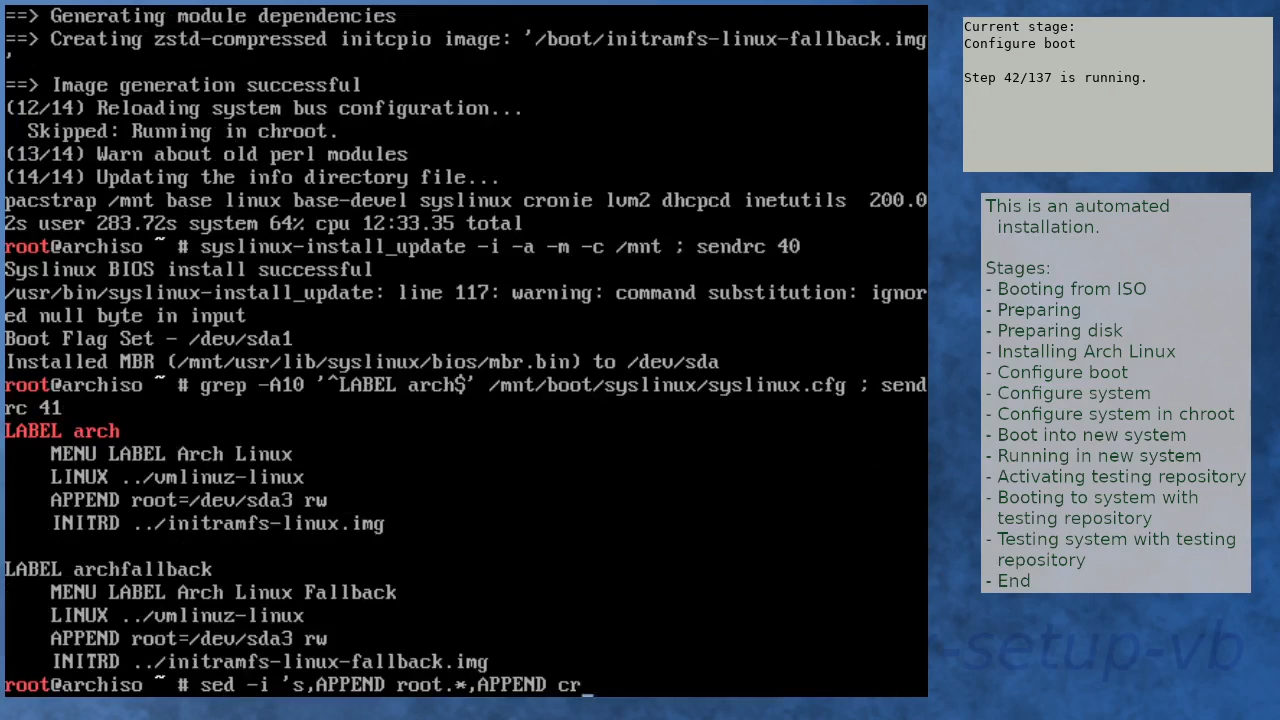 ==> Generating module dependencies
==> Creating zstd-compressed initcpio image: '/boot/initramfs-linux-fallback.img
'
==> Image generation successful
(12/14) Reloading system bus configuration...
  Skipped: Running in chroot.
(13/14) Warn about old perl modules
(14/14) Updating the info directory file...
pacstrap /mnt base linux base-devel syslinux cronie lvm2 dhcpcd inetutils  200.0
2s user 283.72s system 64% cpu 12:33.35 total
root@archiso ~ # syslinux-install_update -i -a -m -c /mnt ; sendrc 40
Syslinux BIOS install successful
/usr/bin/syslinux-install_update: line 117: warning: command substitution: ignor
ed null byte in input
Boot Flag Set - /dev/sda1
Installed MBR (/mnt/usr/lib/syslinux/bios/mbr.bin) to /dev/sda
root@archiso ~ # grep -A10 '^LABEL arch$' /mnt/boot/syslinux/syslinux.cfg ; send
rc 41
LABEL arch
    MENU LABEL Arch Linux
    LINUX ../vmlinuz-linux
    APPEND root=/dev/sda3 rw
    INITRD ../initramfs-linux.img

LABEL archfallback
    MENU LABEL Arch Linux Fallback
    LINUX ../vmlinuz-linux
    APPEND root=/dev/sda3 rw
    INITRD ../initramfs-linux-fallback.img
root@archiso ~ # sed -i 's,APPEND root.*,APPEND cr_
Current stage:
Configure boot

Step 42/137 is running.
This is an automated
installation.

Stages:
- Booting from ISO
- Preparing
- Preparing disk
- Installing Arch Linux
- Configure boot
- Configure system
- Configure system in chroot
- Boot into new system
- Running in new system
- Activating testing repository
- Booting to system with
testing repository
- Testing system with testing
repository
- End
-setup-vb